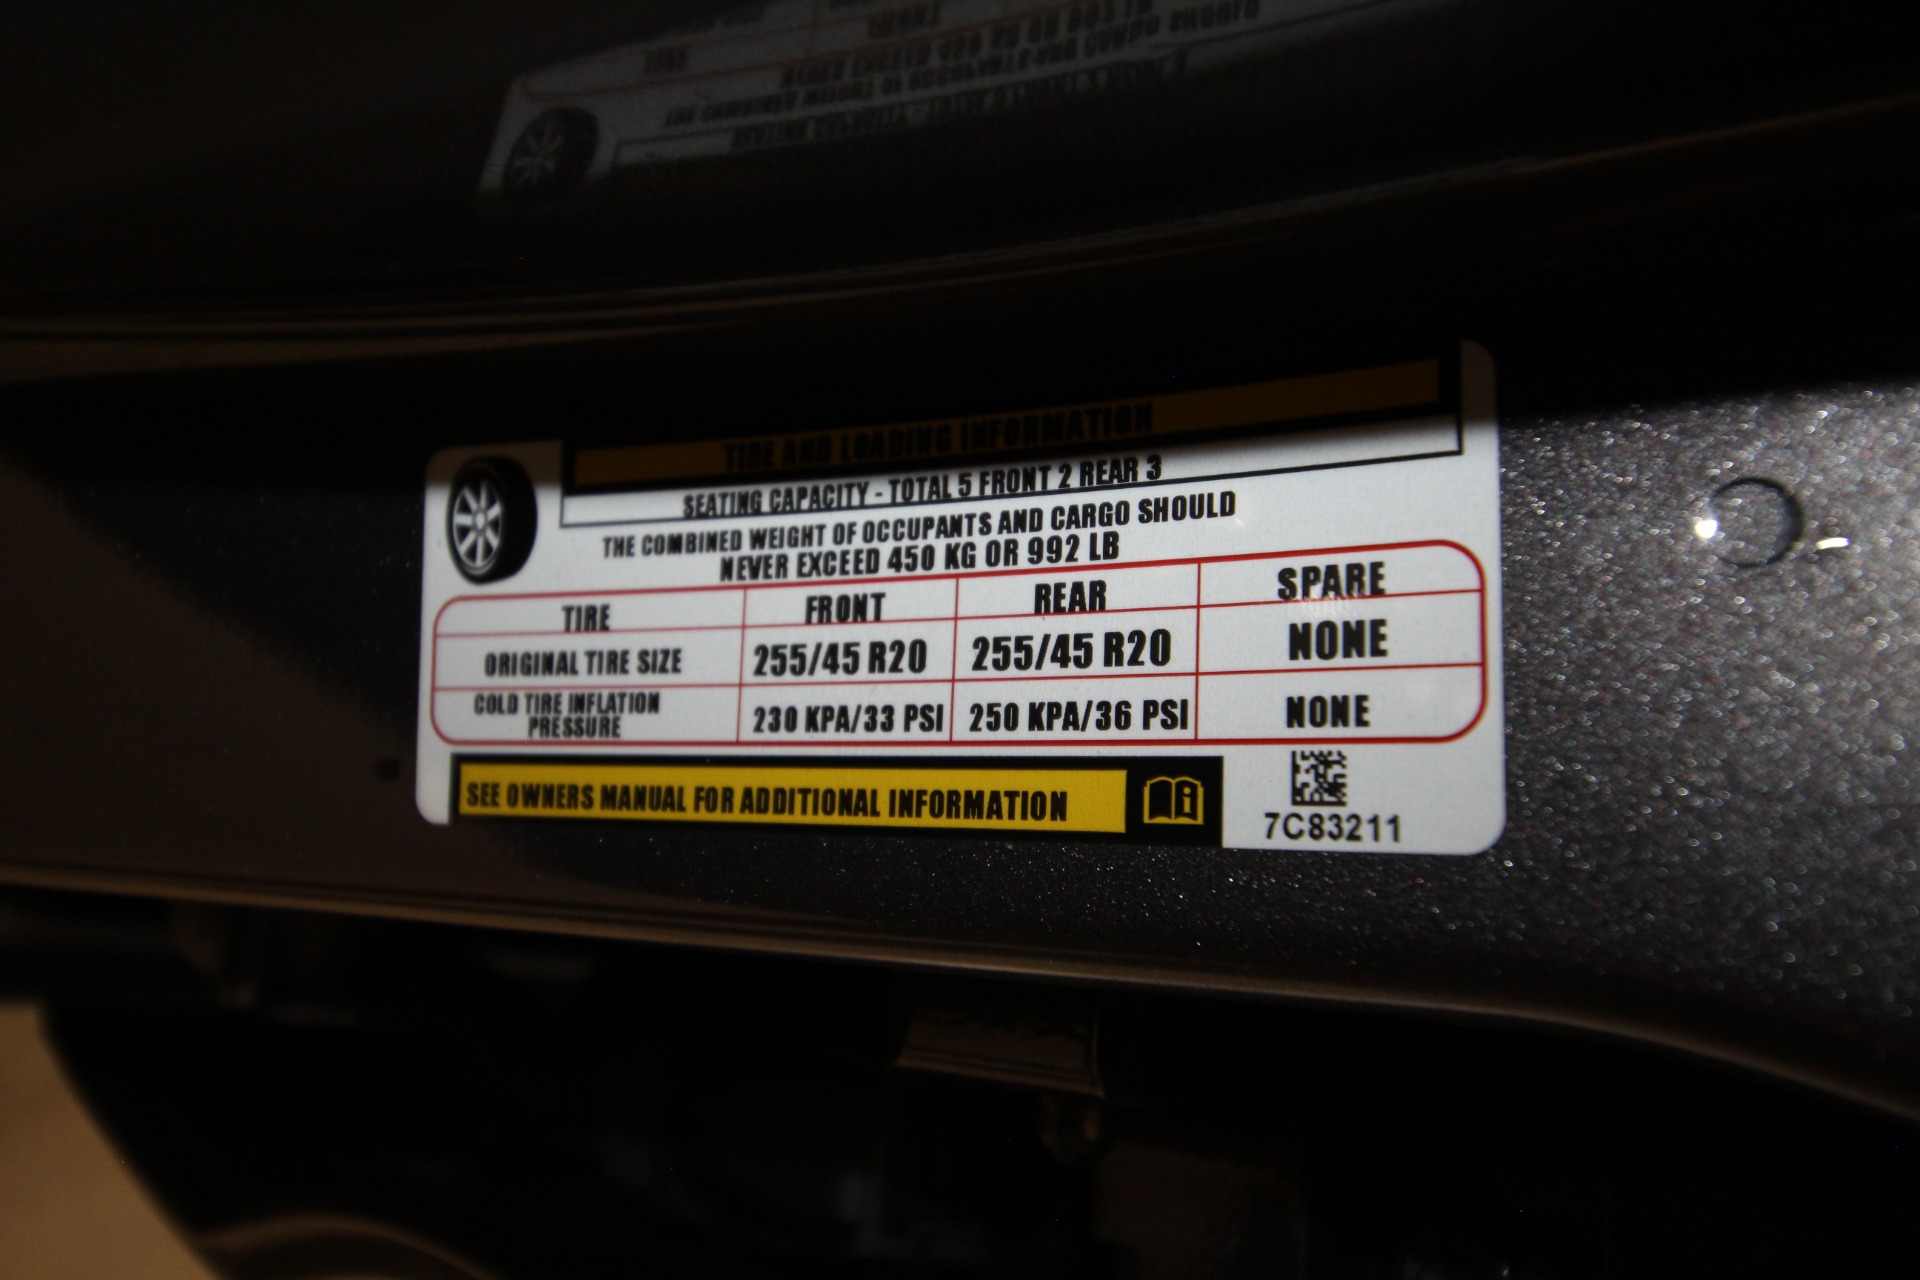 TIRE AND LOADING INFORMATION
SEATING CAPACITY - TOTAL 5 FRONT 2 REAR 3
THE COMBINED WEIGHT OF OCCUPANTS AND CARGO SHOULD
NEVER EXCEED 450 KG OR 992 LB
TIRE FRONT REAR SPARE
ORIGINAL TIRE SIZE 255/45 R20 255/45 R20 NONE
COLD TIRE INFLATION
PRESSURE 230 KPA/33 PSI 250 KPA/36 PSI NONE
SEE OWNERS MANUAL FOR ADDITIONAL INFORMATION
7C83211